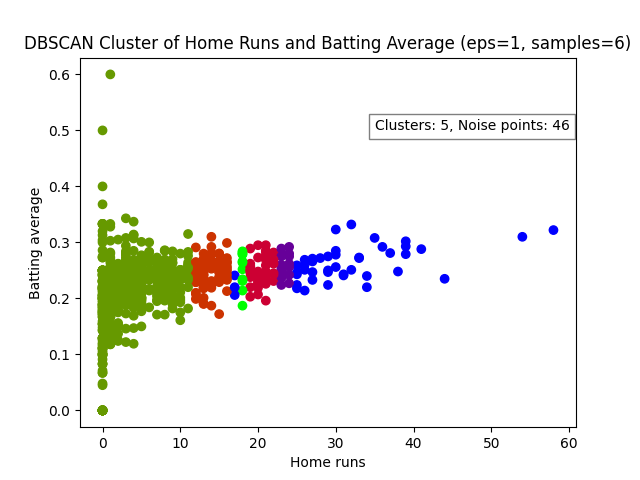 DBSCAN Cluster of Home Runs and Batting Average (eps=1, samples=6)
0.6
0.5
0.4
0.3
0.2
0.1
0.0
Batting average
Clusters: 5, Noise points: 46
0 10 20 30 40 50 60
Home runs